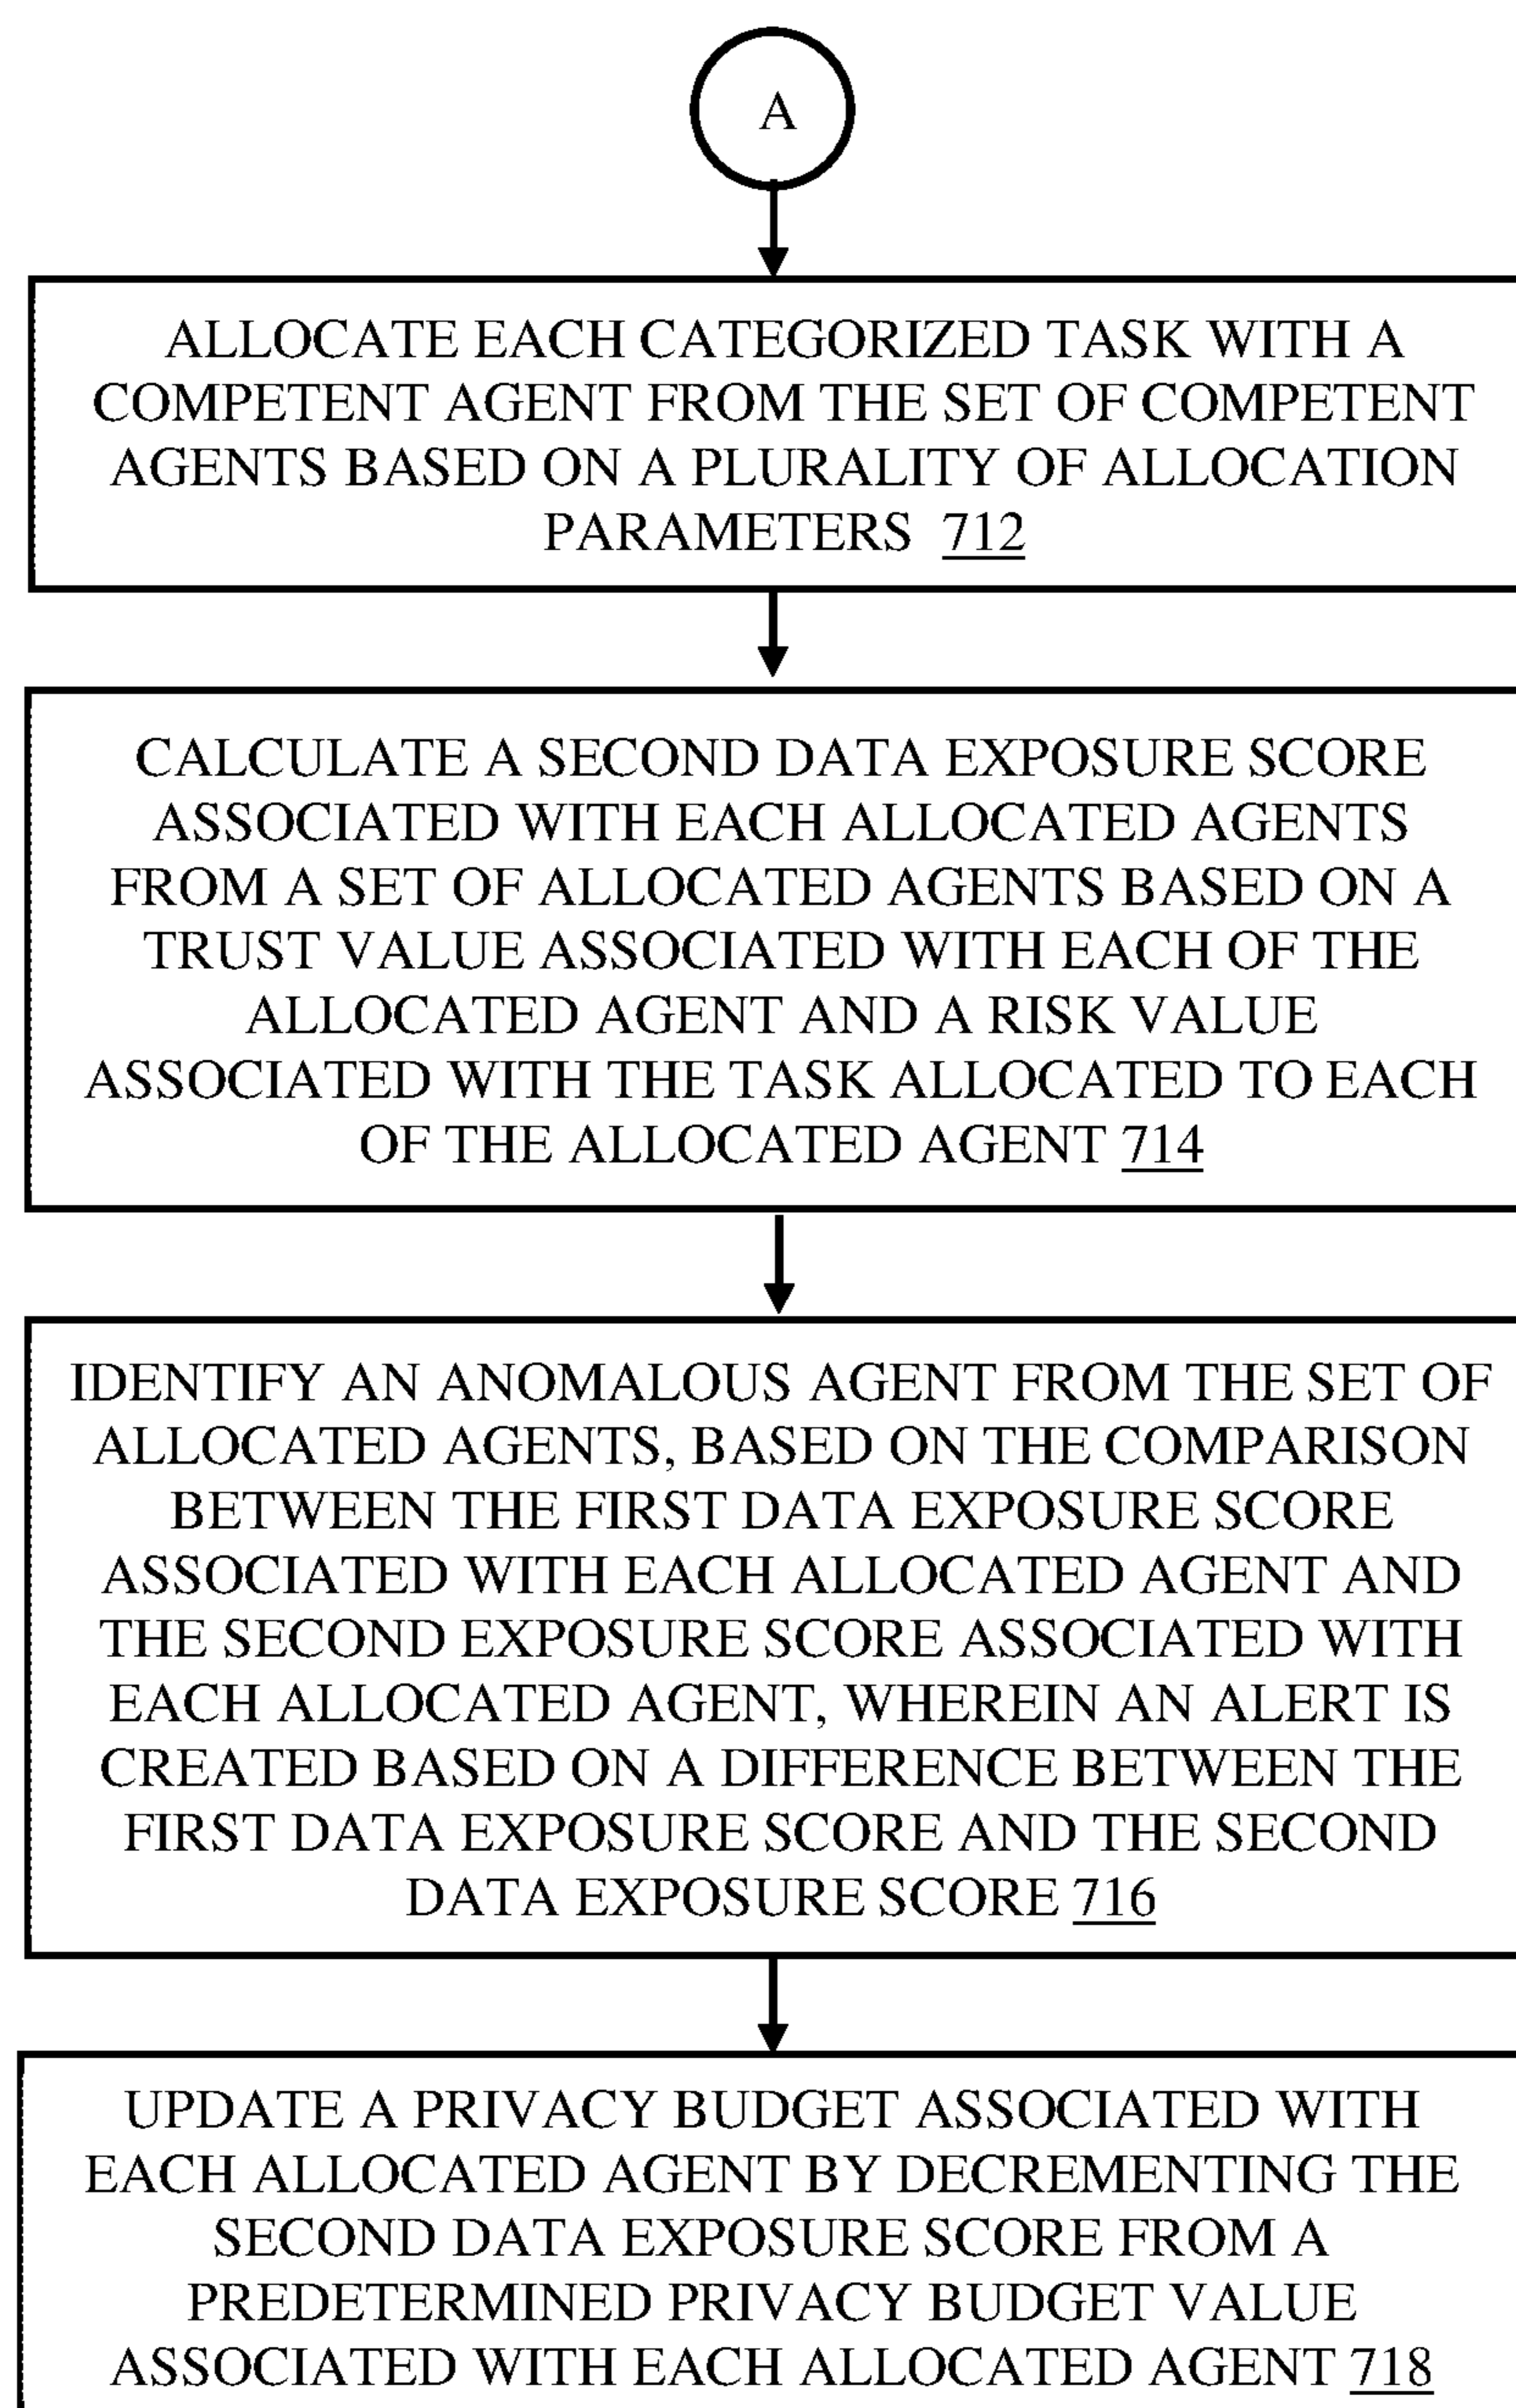 A
ALLOCATE EACH CATEGORIZED TASK WITH A
COMPETENT AGENT FROM THE SET OF COMPETENT
AGENTS BASED ON A PLURALITY OF ALLOCATION
PARAMETERS 712
CALCULATE A SECOND DATA EXPOSURE SCORE
ASSOCIATED WITH EACH ALLOCATED AGENTS
FROM A SET OF ALLOCATED AGENTS BASED ON A
TRUST VALUE ASSOCIATED WITH EACH OF THE
ALLOCATED AGENT AND A RISK VALUE
ASSOCIATED WITH THE TASK ALLOCATED TO EACH
OF THE ALLOCATED AGENT 714
IDENTIFY AN ANOMALOUS AGENT FROM THE SET OF
ALLOCATED AGENTS, BASED ON THE COMPARISON
BETWEEN THE FIRST DATA EXPOSURE SCORE
ASSOCIATED WITH EACH ALLOCATED AGENT AND
THE SECOND EXPOSURE SCORE ASSOCIATED WITH
EACH ALLOCATED AGENT, WHEREIN AN ALERT IS
CREATED BASED ON A DIFFERENCE BETWEEN THE
FIRST DATA EXPOSURE SCORE AND THE SECOND
DATA EXPOSURE SCORE 716
UPDATE A PRIVACY BUDGET ASSOCIATED WITH
EACH ALLOCATED AGENT BY DECREMENTING THE
SECOND DATA EXPOSURE SCORE FROM A
PREDETERMINED PRIVACY BUDGET VALUE
ASSOCIATED WITH EACH ALLOCATED AGENT 718